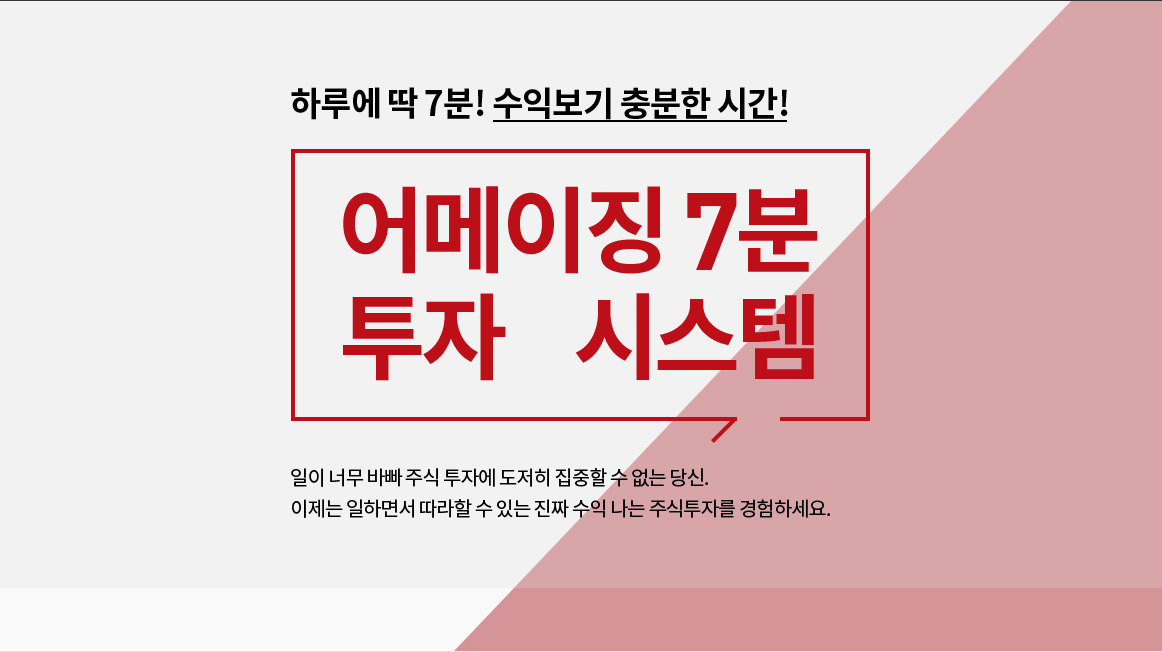 하루에 딱 7분! 수익보기 충분한 시간!
어메이징 7분
투자 시스템
일이 너무 바빠 주식 투자에 도저히 집중할 수 없는 당신.
이제는 일하면서 따라할 수 있는 진짜 수익 나는 주식투자를 경험하세요.